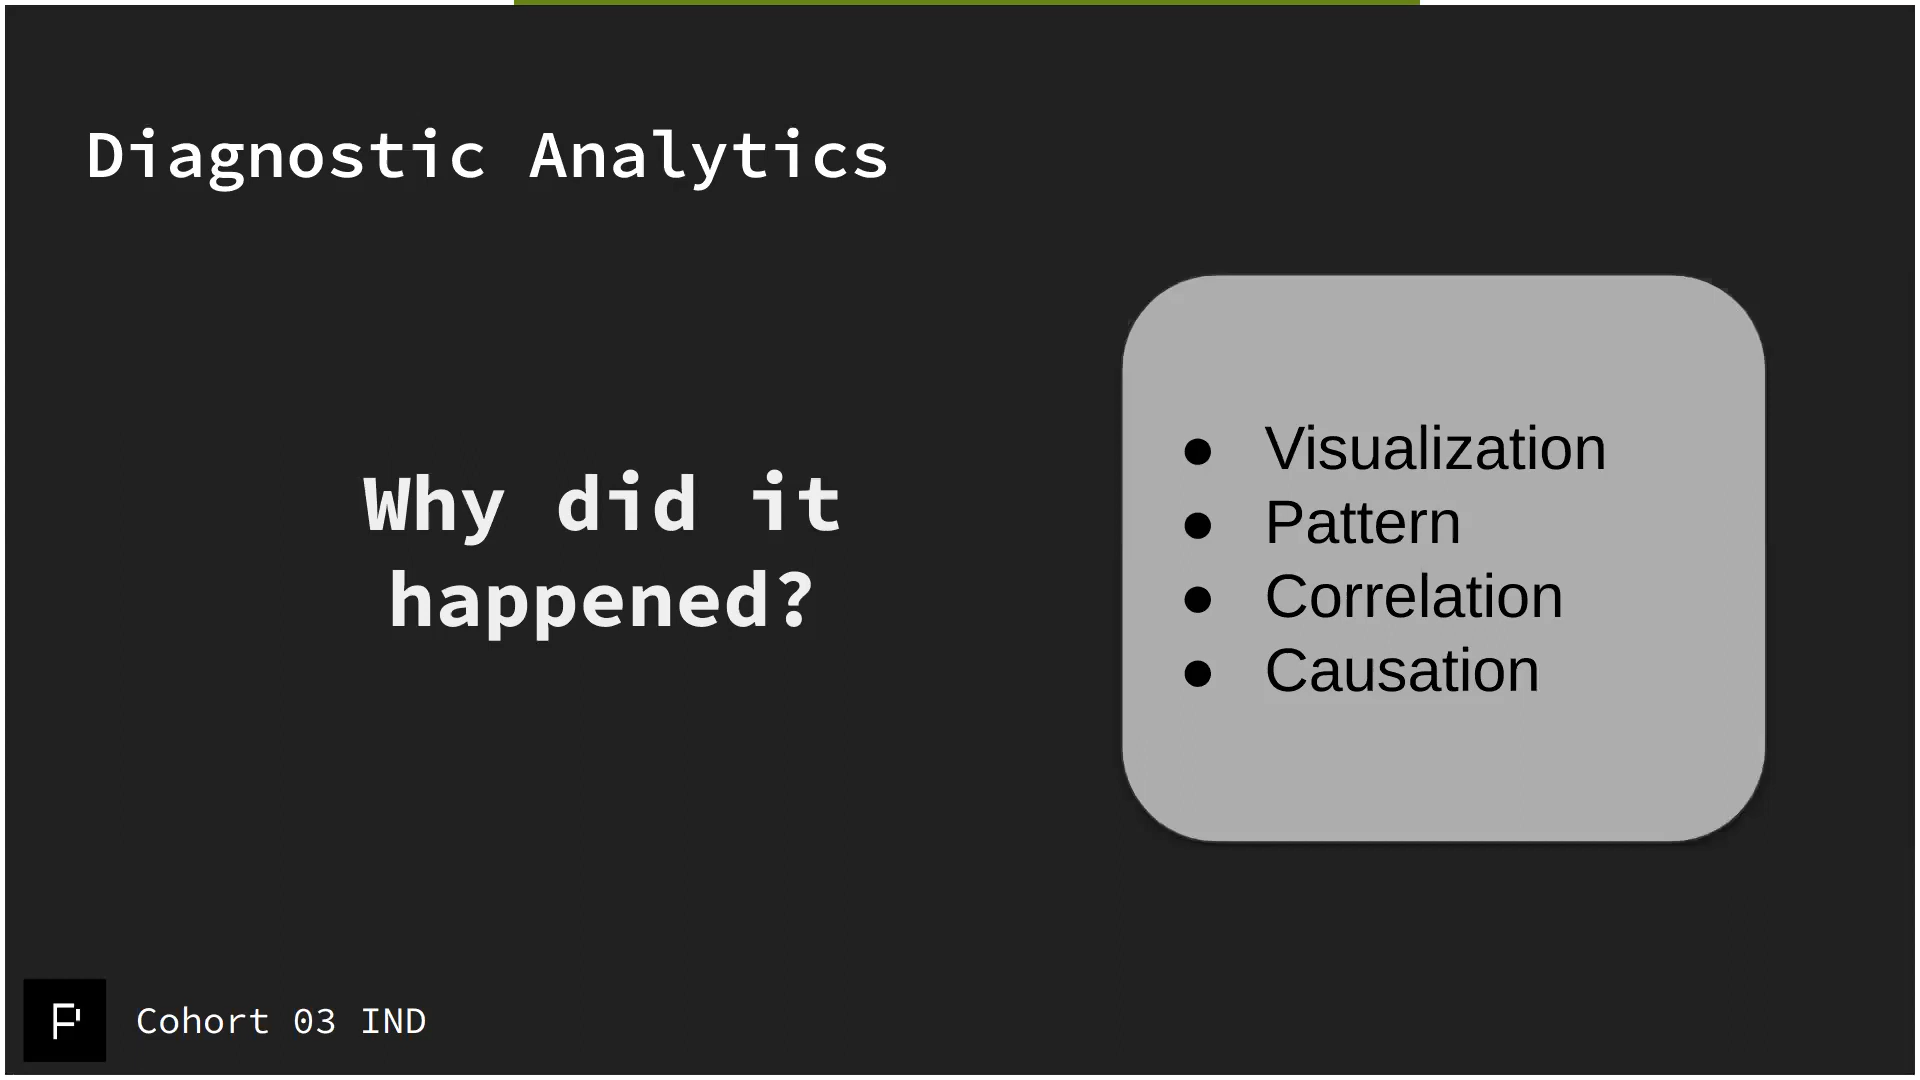 Diagnostic Analytics
Why did it
happened?
● Visualization
● Pattern
● Correlation
● Causation
P
Cohort 03 IND